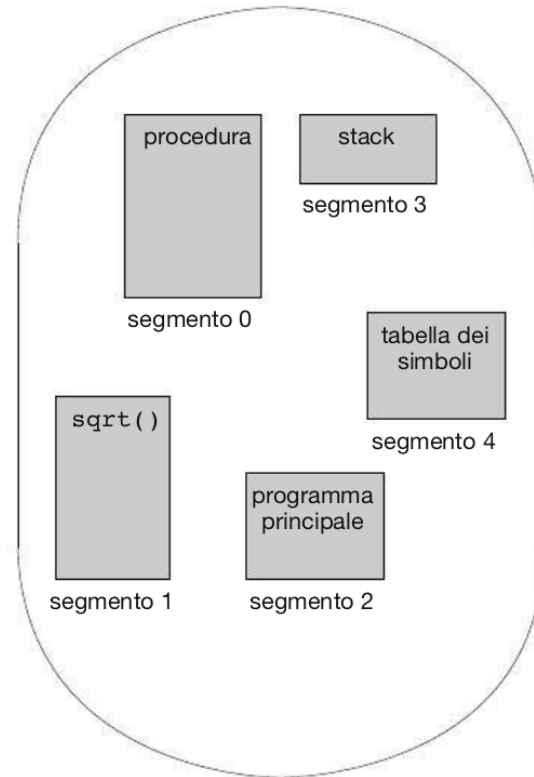 procedura
stack
segmento 3
segmento 0
tabella dei
simboli
segmento 4
sqrt()
programma
principale
segmento 1
segmento 2